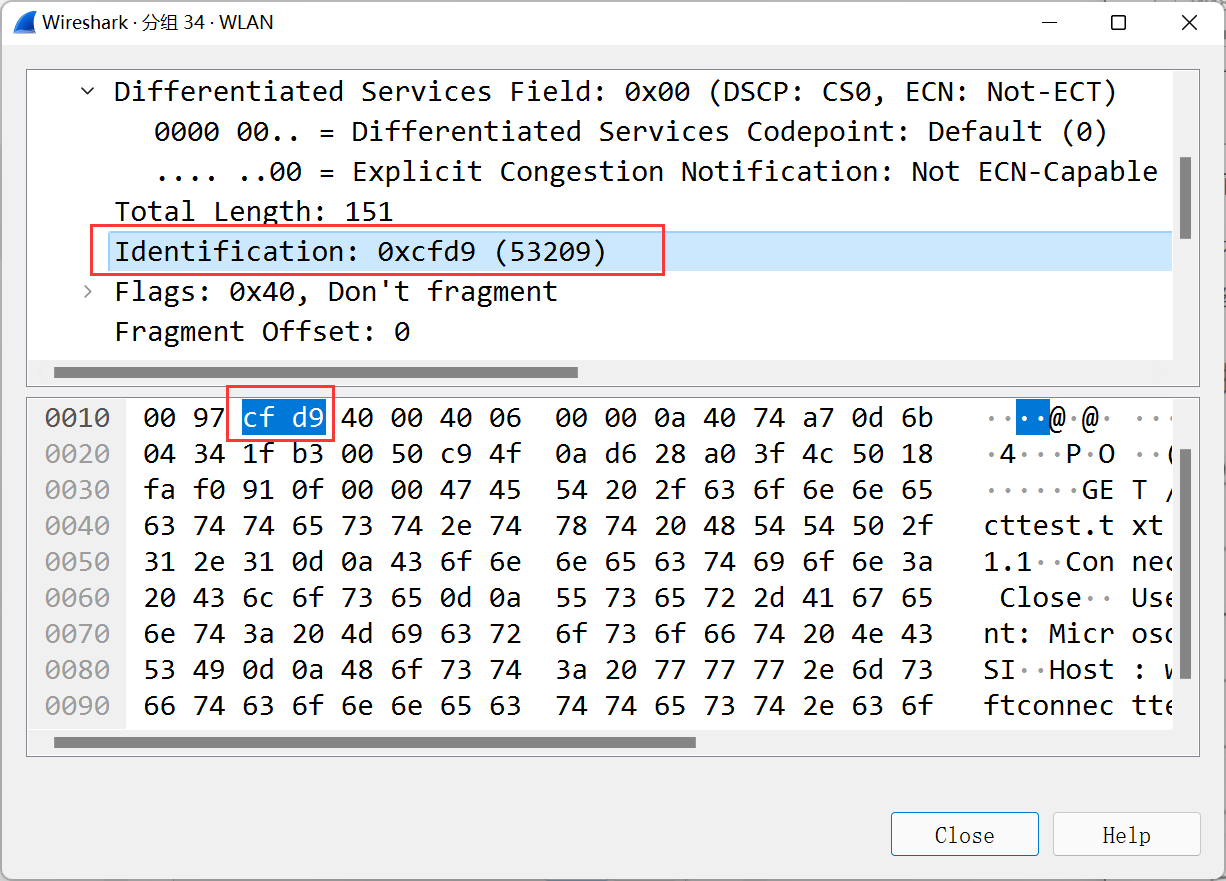 Wireshark · 分组 34 · WLAN
Differentiated Services Field: 0x00 (DSCP: CS0, ECN: Not-ECT)
0000 00.. = Differentiated Services Codepoint: Default (0)
.... ..00 = Explicit Congestion Notification: Not ECN-Capable
Total Length: 151
Identification: 0xcfd9 (53209)
Flags: 0x40, Don't fragment
Fragment Offset: 0
0010 00 97 cf d9 40 00 40 06 00 00 0a 40 74 a7 0d 6b ····@·@· ···
0020 04 34 1f b3 00 50 c9 4f 0a d6 28 a0 3f 4c 50 18 ·4···P·O ··(
0030 fa f0 91 0f 00 00 47 45 54 20 2f 63 6f 6e 6e 65 ······GE T /
0040 63 74 74 65 73 74 2e 74 78 74 20 48 54 54 50 2f cttest.t xt
0050 31 2e 31 0d 0a 43 6f 6e 6e 65 63 74 69 6f 6e 3a 1.1··Con nec
0060 20 43 6c 6f 73 65 0d 0a 55 73 65 72 2d 41 67 65 Close·· Use
0070 6e 74 3a 20 4d 69 63 72 6f 73 6f 66 74 20 4e 43 nt: Micr oso
0080 53 49 0d 0a 48 6f 73 74 3a 20 77 77 77 2e 6d 73 SI··Host : w
0090 66 74 63 6f 6e 6e 65 63 74 74 65 73 74 2e 63 6f ftconnec tte
Close Help